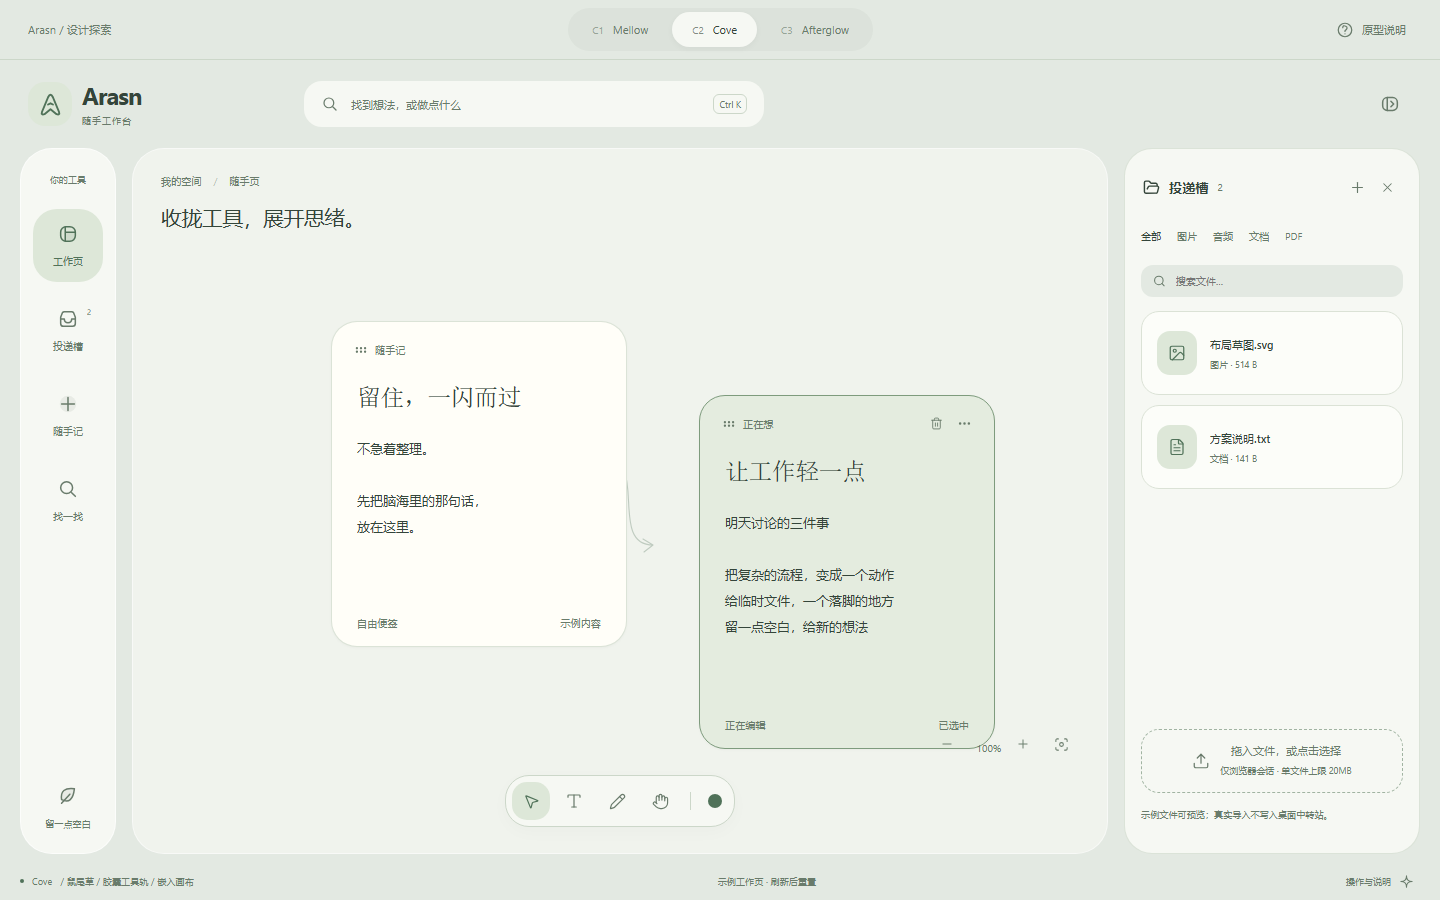 Arasn / 设计探索
C1 Mellow
C2 Cove
C3 Afterglow
原型说明
Arasn
随手工作台
找到想法，或做点什么
Ctrl K
你的工具
工作页
投递槽
2
随手记
找一找
留一点空白
我的空间 / 随手页
收拢工具，展开思绪。
随手记
留住，一闪而过
不急着整理。
先把脑海里的那句话，
放在这里。
自由便签
示例内容
正在想
让工作轻一点
明天讨论的三件事
把复杂的流程，变成一个动作
给临时文件，一个落脚的地方
留一点空白，给新的想法
正在编辑
已选中
100%
投递槽 2
全部 图片 音频 文档 PDF
搜索文件...
布局草图.svg
图片 · 514 B
方案说明.txt
文档 · 141 B
拖入文件，或点击选择
仅浏览器会话 · 单文件上限 20MB
示例文件可预览；真实导入不写入桌面中转站。
Cove / 鼠尾草 / 胶囊工具轨 / 嵌入画布
示例工作页 · 刷新后重置
操作与说明